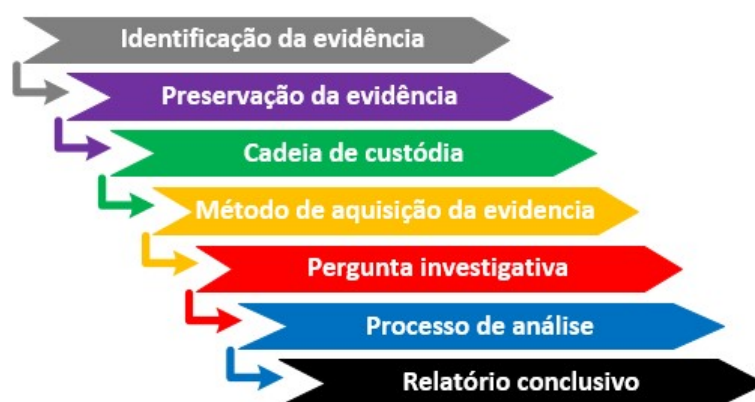 Identificação da evidência
Preservação da evidência
Cadeia de custódia
Método de aquisição da evidencia
Pergunta investigativa
Processo de análise
Relatório conclusivo